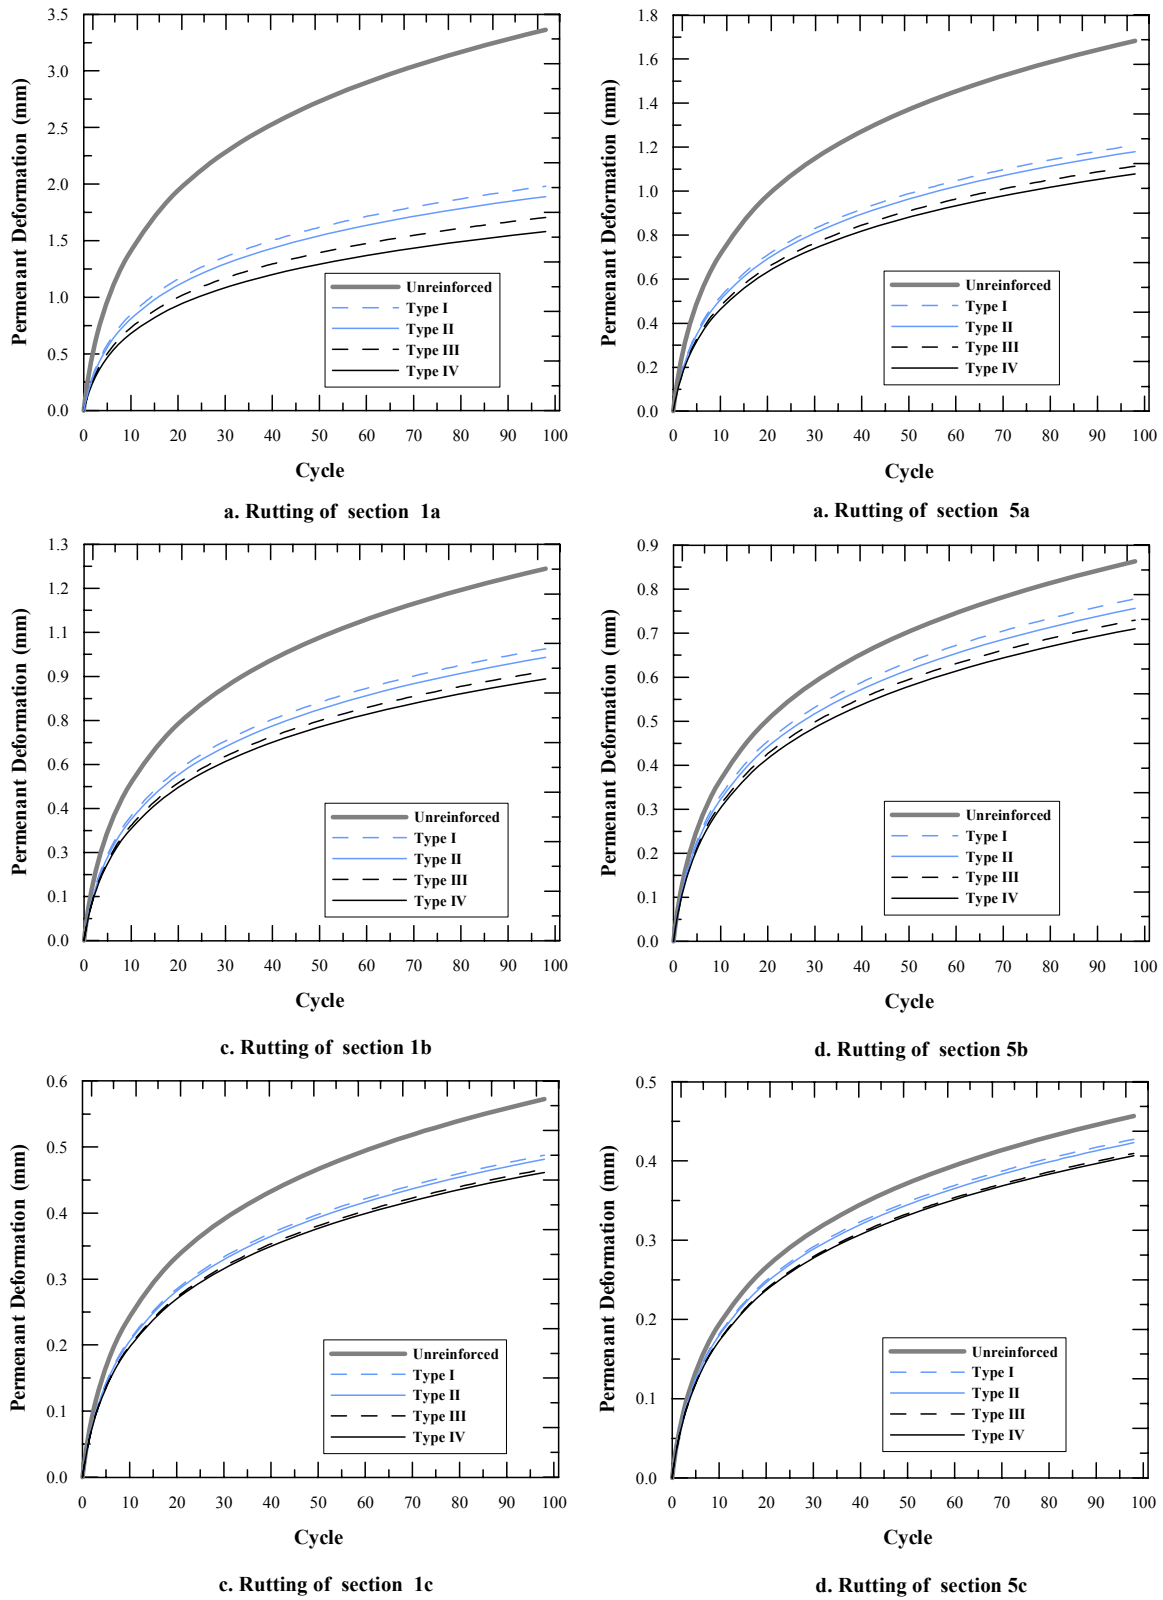 3.5
3.0
2.5
2.0
1.5
1.0
0.5
0.0
Permenant Deformation (mm)
Unreinforced
Type I
Type II
Type III
Type IV
0 10 20 30 40 50 60 70 80 90 100
Cycle
a. Rutting of section 1a
1.8
1.6
1.4
1.2
1.0
0.8
0.6
0.4
0.2
0.0
Permenant Deformation (mm)
Unreinforced
Type I
Type II
Type III
Type IV
0 10 20 30 40 50 60 70 80 90 100
Cycle
a. Rutting of section 5a
1.3
1.2
1.0
0.9
0.8
0.6
0.4
0.3
0.1
0.0
Permenant Deformation (mm)
Unreinforced
Type I
Type II
Type III
Type IV
0 10 20 30 40 50 60 70 80 90 100
Cycle
c. Rutting of section 1b
0.9
0.8
0.7
0.6
0.5
0.4
0.3
0.2
0.1
0.0
Permenant Deformation (mm)
Unreinforced
Type I
Type II
Type III
Type IV
0 10 20 30 40 50 60 70 80 90 100
Cycle
d. Rutting of section 5b
0.6
0.5
0.4
0.3
0.2
0.1
0.0
Permenant Deformation (mm)
Unreinforced
Type I
Type II
Type III
Type IV
0 10 20 30 40 50 60 70 80 90 100
Cycle
c. Rutting of section 1c
0.5
0.4
0.3
0.2
0.1
0.0
Permenant Deformation (mm)
Unreinforced
Type I
Type II
Type III
Type IV
0 10 20 30 40 50 60 70 80 90 100
Cycle
d. Rutting of section 5c